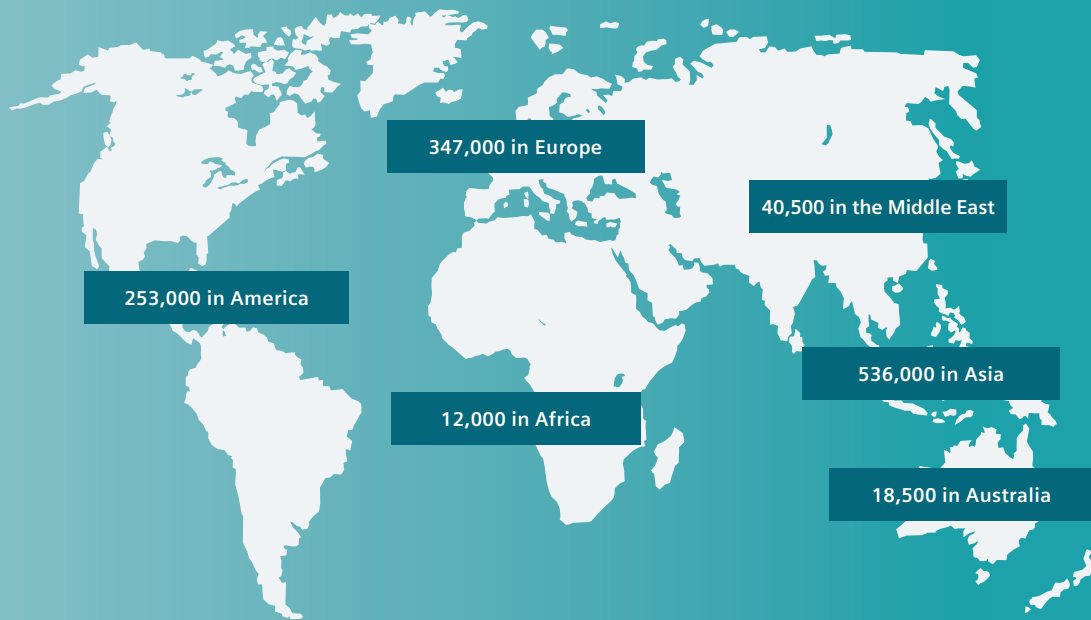 347,000 in Europe
40,500 in the Middle East
253,000 in America
536,000 in Asia
12,000 in Africa
18,500 in Australia